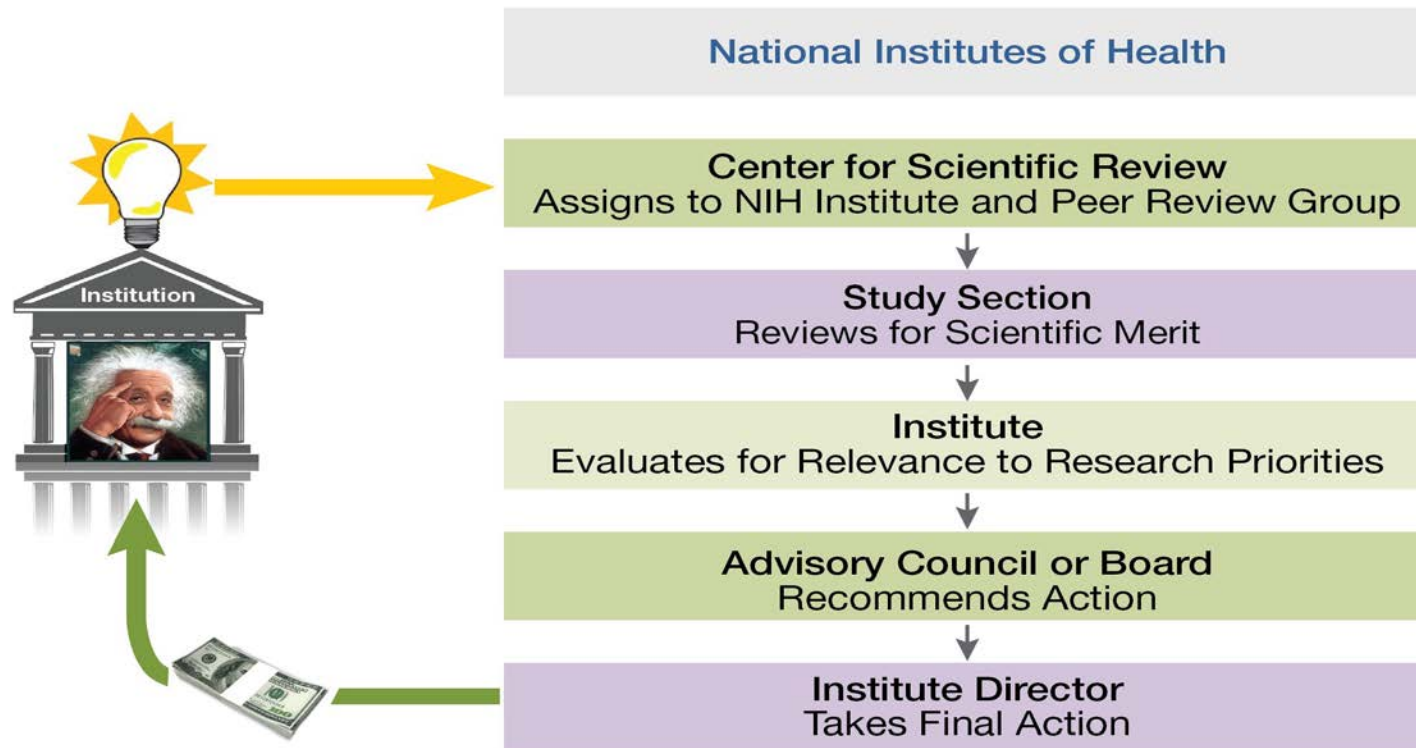 National Institutes of Health
Center for Scientific Review
Assigns to NIH Institute and Peer Review Group
Institution
Study Section
Reviews for Scientific Merit
Institute
Evaluates for Relevance to Research Priorities
Advisory Council or Board
Recommends Action
Institute Director
Takes Final Action